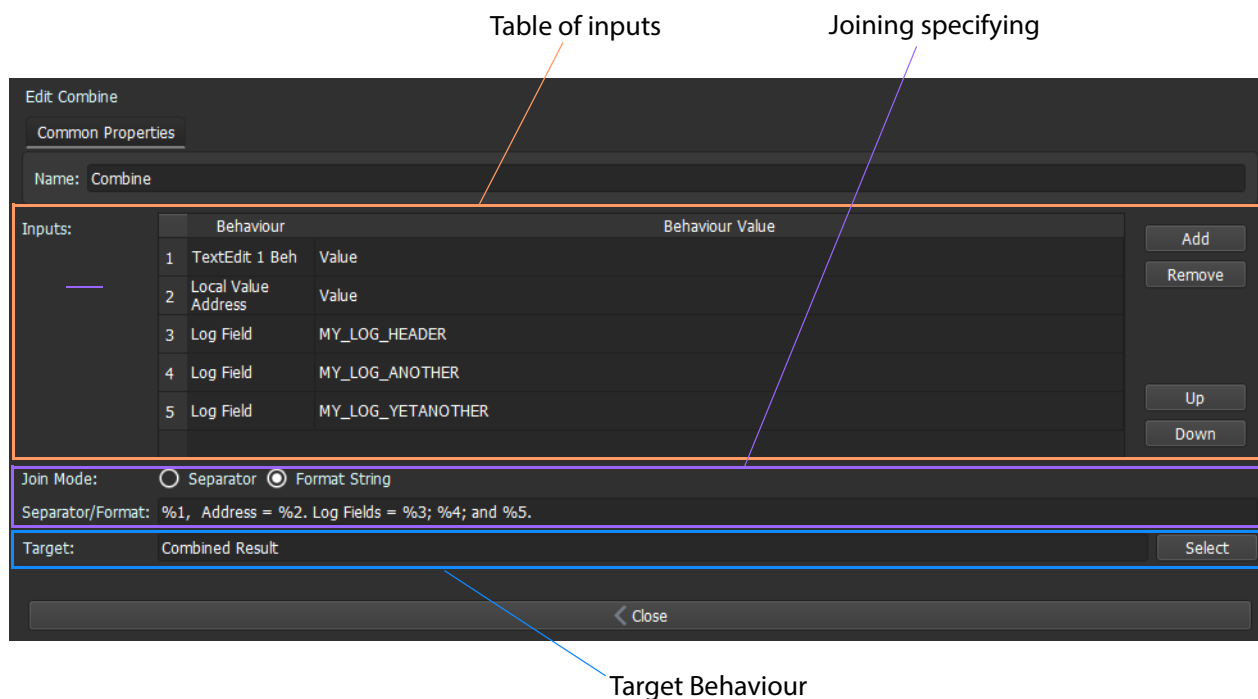 Table of inputs
Joining specifying
Edit Combine
Common Properties
Name: Combine
Inputs:
Behaviour Behaviour Value
1 TextEdit 1 Beh Value
2 Local Value Address Value
3 Log Field MY_LOG_HEADER
4 Log Field MY_LOG_ANOTHER
5 Log Field MY_LOG_YETANOTHER
Add
Remove
Up
Down
Join Mode: Separator Format String
Separator/Format: %1,  Address = %2. Log Fields = %3; %4; and %5.
Target: Combined Result Select
Close
Target Behaviour